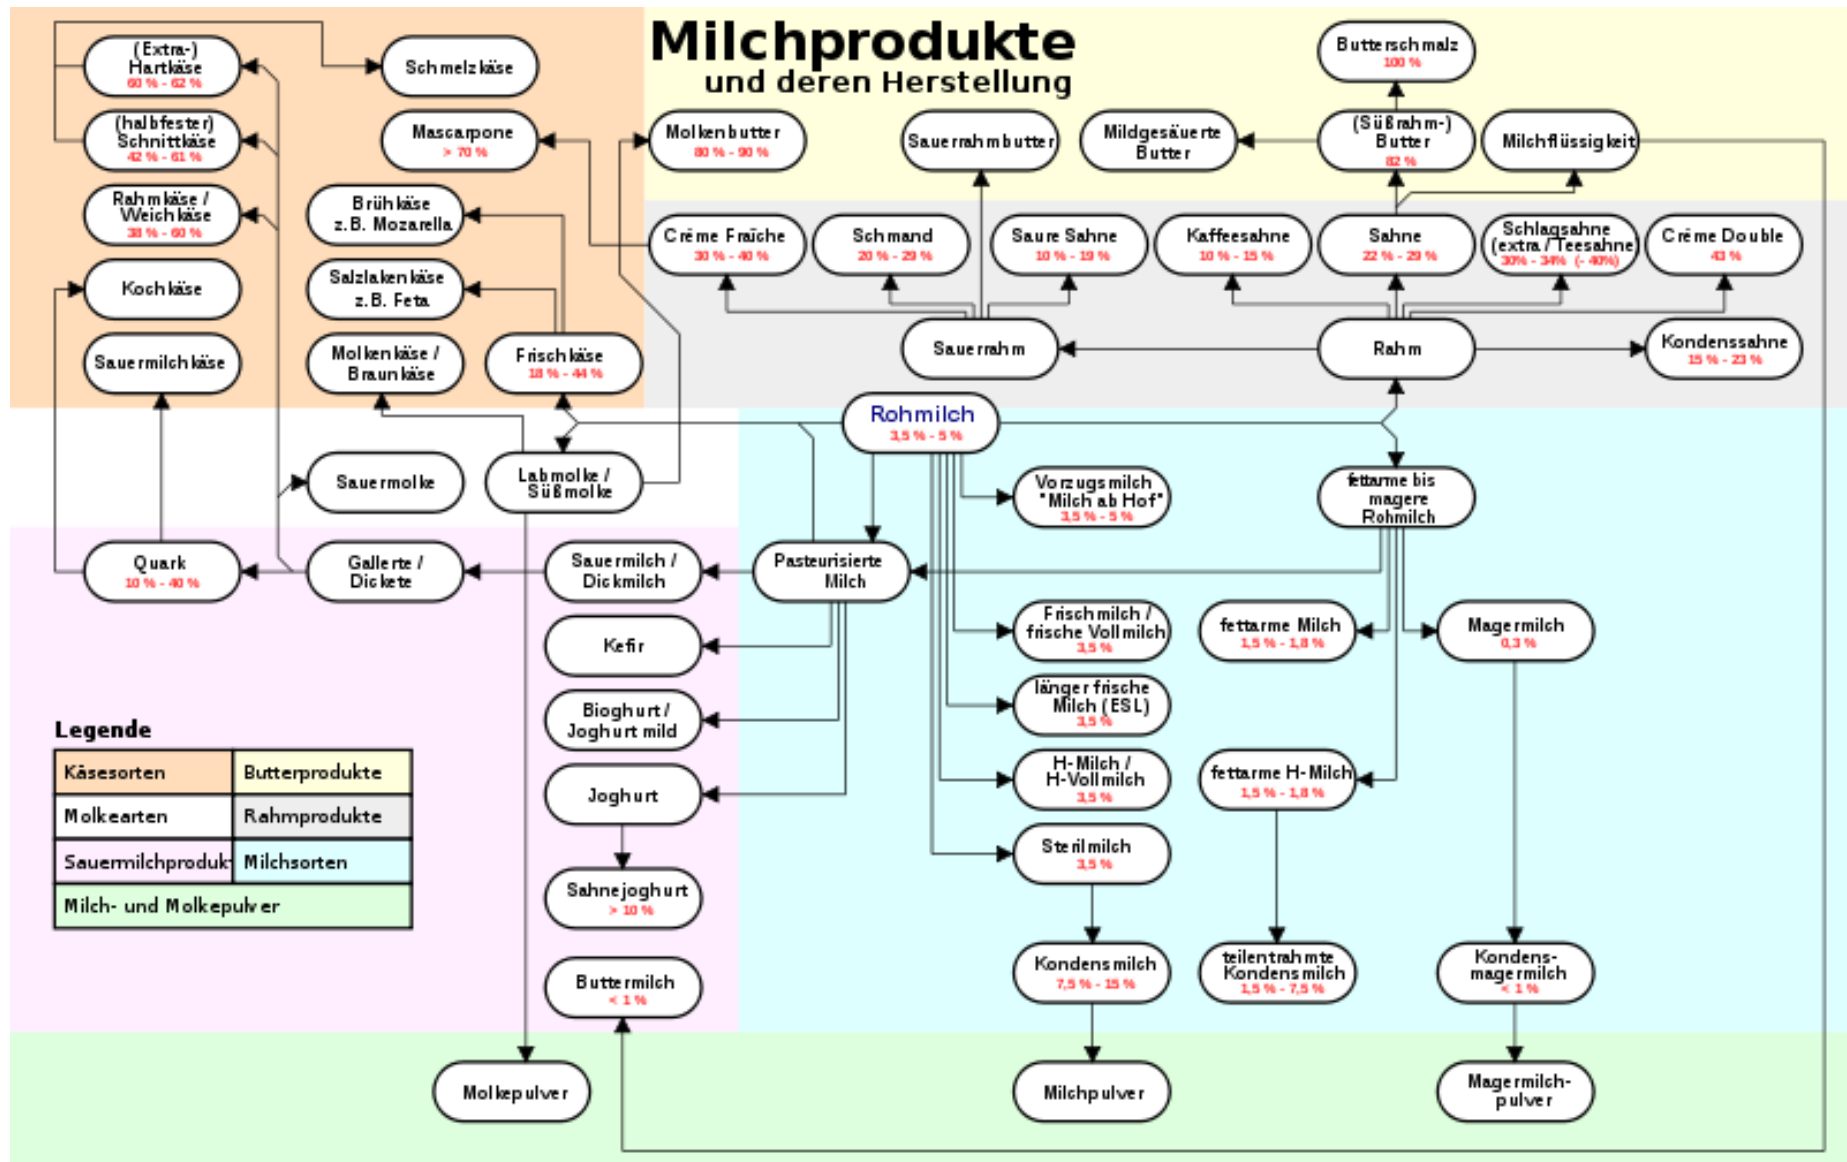 Milchprodukte
und deren Herstellung
(Extra-)
Hartkäse
60 % - 62 %
Schmelzkäse
Butterschmalz
100 %
(halbfester)
Schnittkäse
42 % - 61 %
Mascarpone
> 70 %
Molkenbutter
80 % - 90 %
Sauerrahmbutter
Mildgesäuerte
Butter
(Süßrahm-)
Butter
82 %
Milchflüssigkeit
Rahmkäse /
Weichkäse
38 % - 60 %
Brühkäse
z.B. Mozarella
Créme Fraîche
30 % - 40 %
Schmand
20 % - 29 %
Saure Sahne
10 % - 19 %
Kaffeesahne
10 % - 15 %
Sahne
22 % - 29 %
Schlagsahne
(extra / Teesahne)
30% - 34% (- 40%)
Créme Double
43 %
Kochkäse
Salzlakenkäse
z.B. Feta
Sauermilchkäse
Molkenkäse /
Braunkäse
Frischkäse
18 % - 44 %
Sauerrahm
Rahm
Kondenssahne
15 % - 23 %
Rohmilch
3,5 % - 5 %
Sauermolke
Labmolke /
Süßmolke
Vorzugsmilch
"Milch ab Hof"
3,5 % - 5 %
fettarme bis
magere
Rohmilch
Quark
10 % - 40 %
Gallerte /
Dickete
Sauermilch /
Dickmilch
Pasteurisierte
Milch
Kefir
Frischmilch /
frische Vollmilch
3,5 %
fettarme Milch
1,5 % - 1,8 %
Magermilch
0,3 %
Bioghurt /
Joghurt mild
länger frische
Milch (ESL)
3,5 %
Joghurt
H-Milch /
H-Vollmilch
3,5 %
fettarme H-Milch
1,5 % - 1,8 %
Sterilmilch
3,5 %
Sahnejoghurt
> 10 %
Buttermilch
< 1 %
Kondensmilch
7,5 % - 15 %
teilentrahmte
Kondensmilch
1,5 % - 7,5 %
Kondens-
magermilch
< 1 %
Molkepulver
Milchpulver
Magermilch-
pulver
Legende
Käsesorten
Butterprodukte
Molkearten
Rahmprodukte
Sauermilchprodukt
Milchsorten
Milch- und Molkepulver